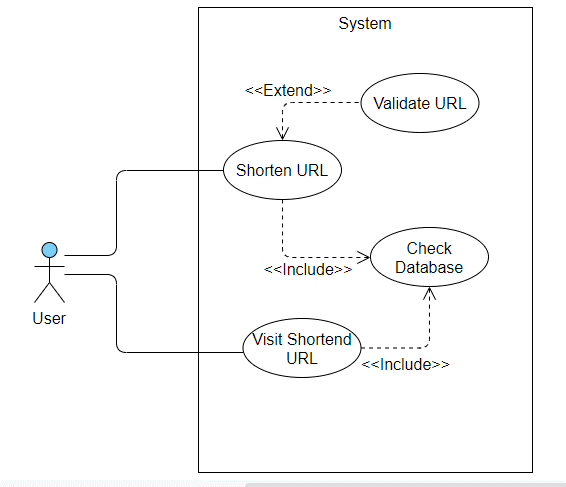 System
<<Extend>>
Validate URL
Shorten URL
Check
Database
<<Include>>
User
Visit Shortend
URL
<<Include>>